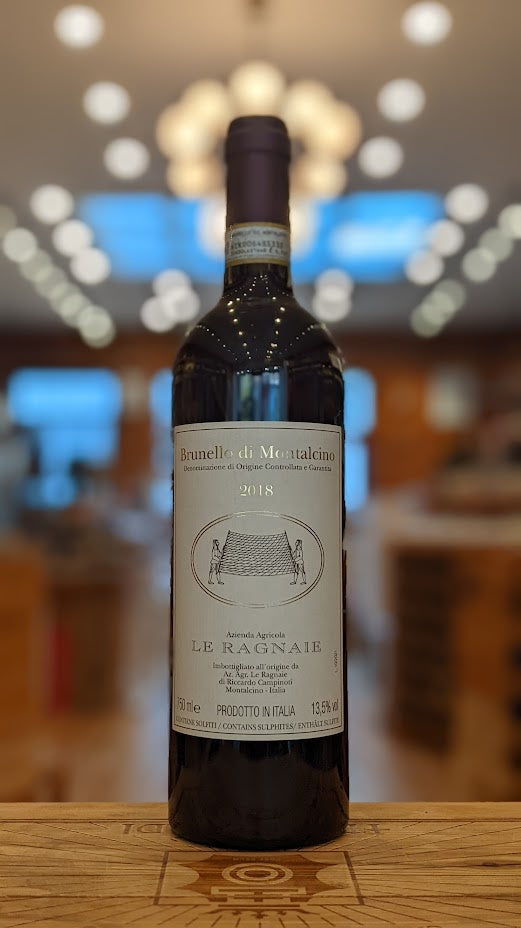 Brunello di Montalcino
Denominazione di Origine Controllata e Garantita
2018
Azienda Agricola
LE RAGNAIE
Imbottigliato all'origine da
Az. Agr. Le Ragnaie
di Riccardo Campinoti
Montalcino - Italia
750 ml e PRODOTTO IN ITALIA 13,5% vol
CONTIENE SOLFITI / CONTAINS SULPHITES / ENTHÄLT SULFITE